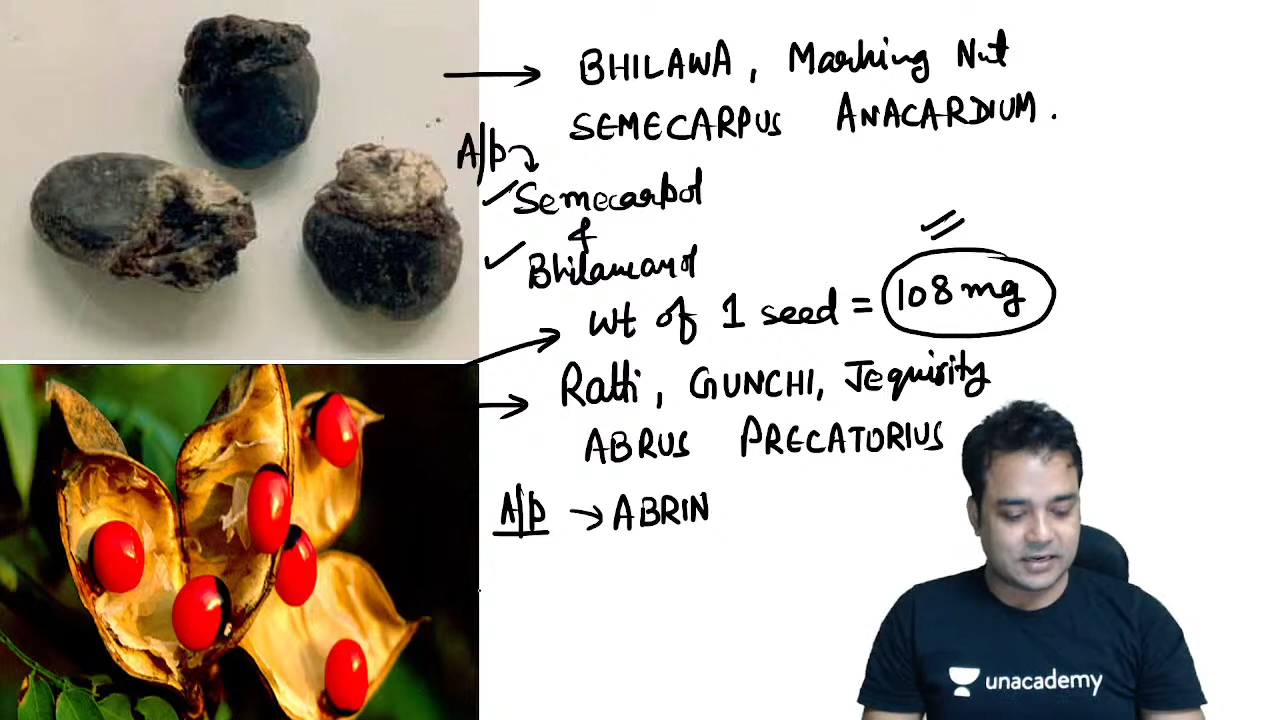 BHILAWA, Marking Nut
SEMECARPUS ANACARDIUM.
A/P
Semecarpol
&
Bhilawanol
Wt of 1 seed = 108 mg
Ratti, GUNCHI, Jequirity
ABRUS PRECATORIUS
A/P → ABRIN
unacademy